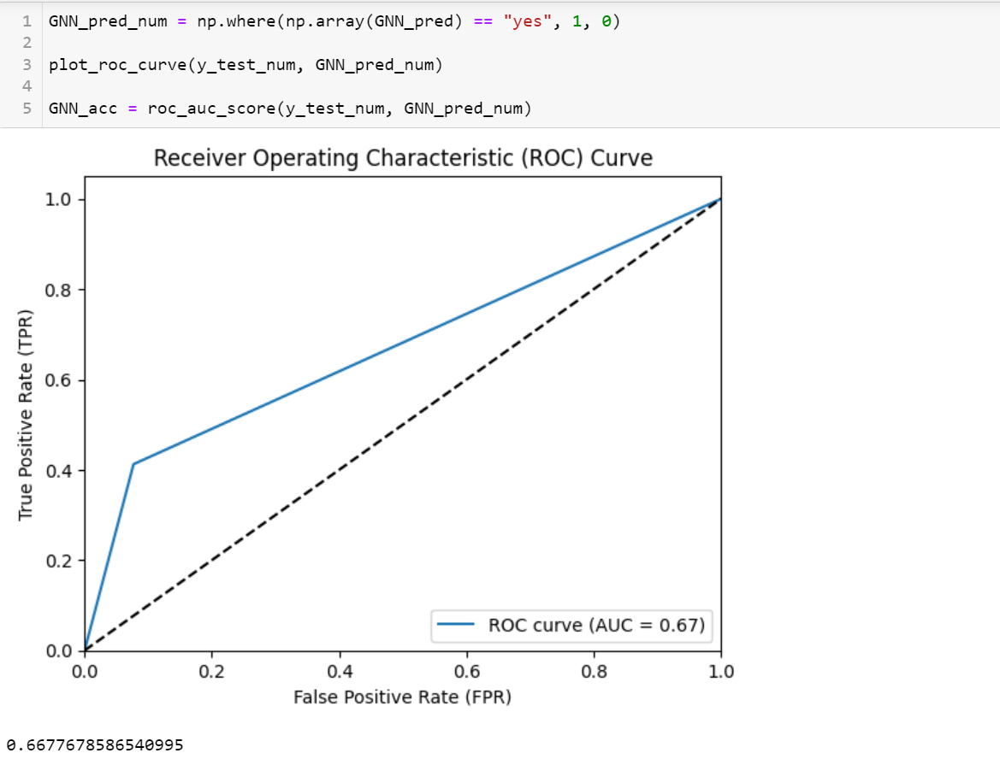 1 GNN_pred_num = np.where(np.array(GNN_pred) == "yes", 1, 0)
2
3 plot_roc_curve(y_test_num, GNN_pred_num)
4
5 GNN_acc = roc_auc_score(y_test_num, GNN_pred_num)
Receiver Operating Characteristic (ROC) Curve
True Positive Rate (TPR)
1.0
0.8
0.6
0.4
0.2
0.0
ROC curve (AUC = 0.67)
0.0 0.2 0.4 0.6 0.8 1.0
False Positive Rate (FPR)
0.6677678586540995